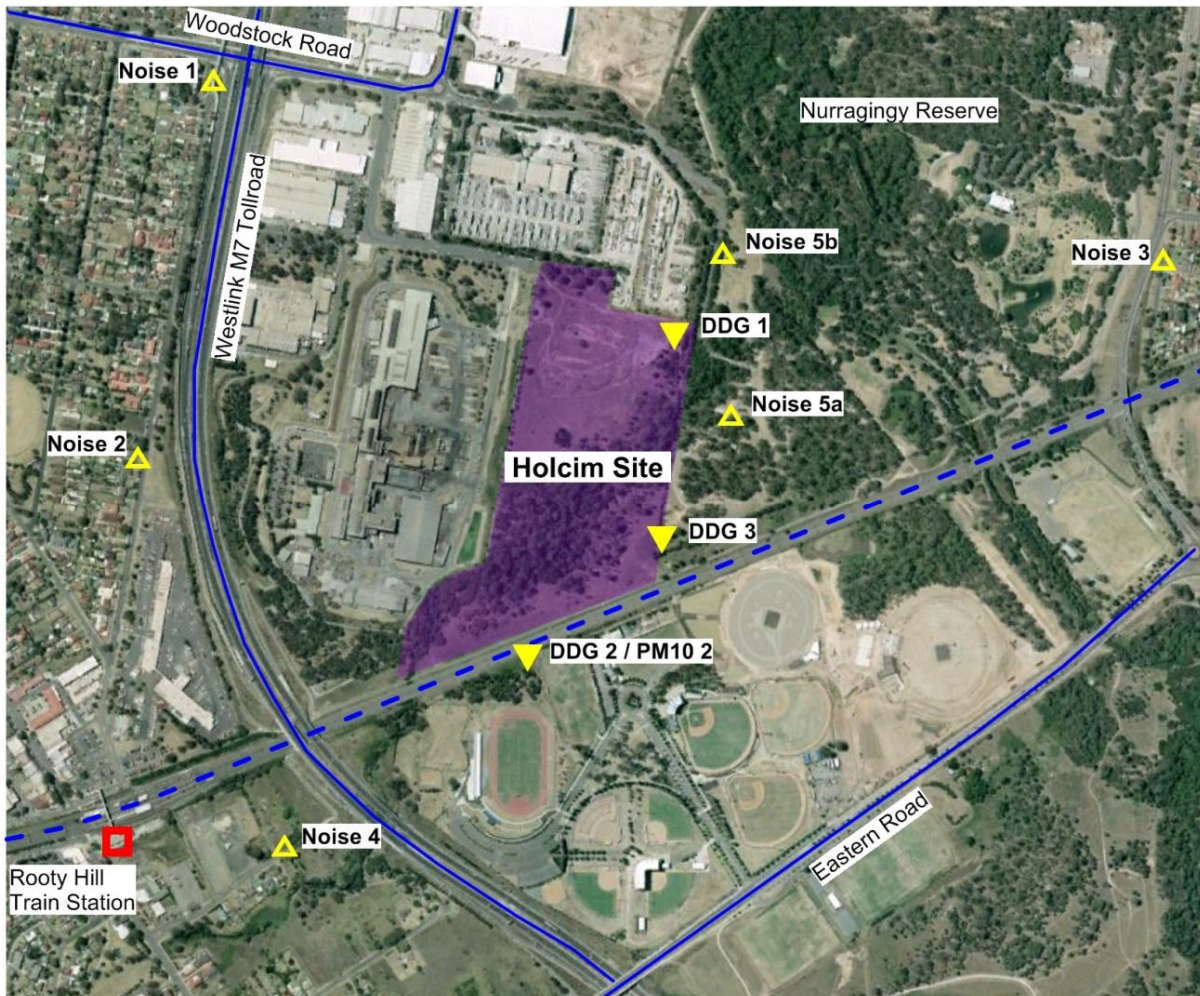 Woodstock Road
Noise 1
Nurragingy Reserve
Westlink M7 Tollroad
Noise 5b
Noise 3
DDG 1
Noise 5a
Noise 2
Holcim Site
DDG 3
DDG 2 / PM10 2
Eastern Road
Noise 4
Rooty Hill
Train Station